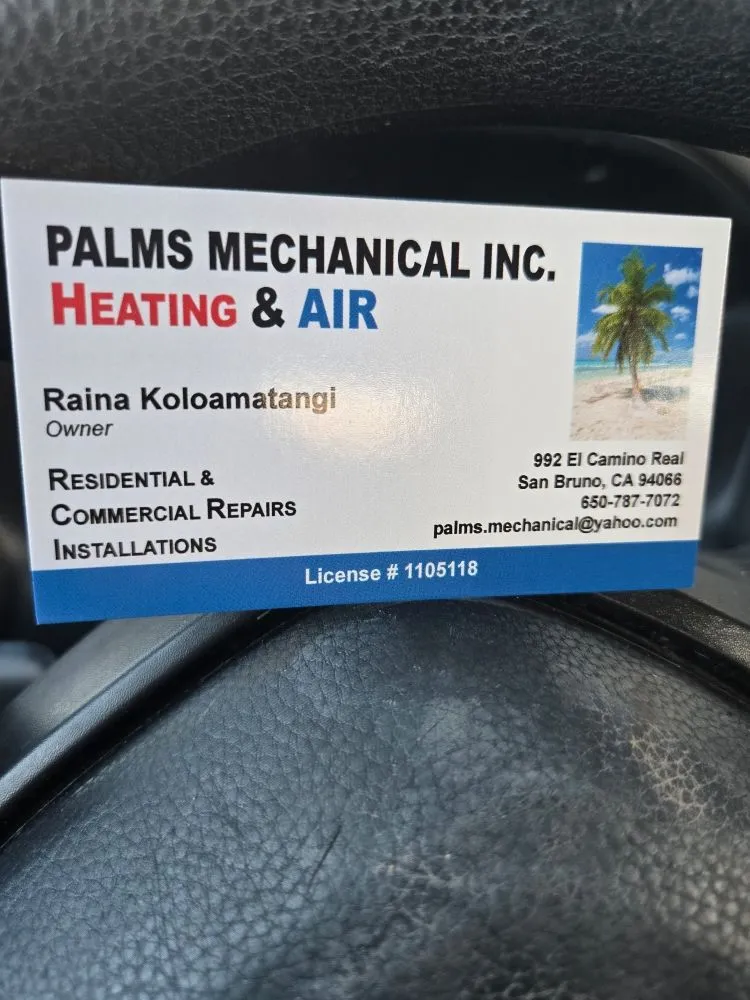 PALMS MECHANICAL INC.
HEATING & AIR
Raina Koloamatangi
Owner
RESIDENTIAL &
COMMERCIAL REPAIRS
INSTALLATIONS
992 El Camino Real
San Bruno, CA 94066
650-787-7072
palms.mechanical@yahoo.com
License # 1105118